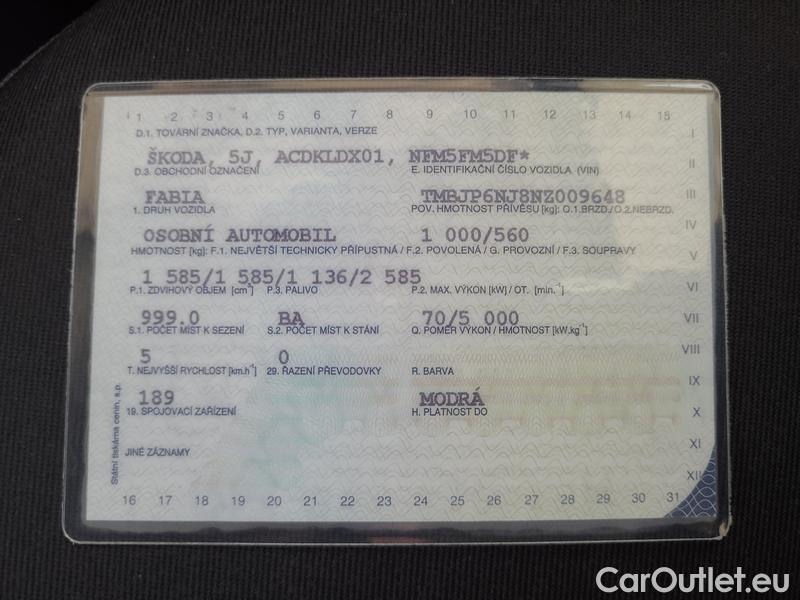 1 2 3 4 5 6 7 8 9 10 11 12 13 14 15
D.1. TOVÁRNÍ ZNAČKA, D.2. TYP, VARIANTA, VERZE
I
ŠKODA, 5J, ACDKLDX01, NFM5FM5DF*
D.3. OBCHODNÍ OZNAČENÍ E. IDENTIFIKAČNÍ ČÍSLO VOZIDLA (VIN)
II
FABIA TMBJP6NJ8NZ009648
III
1. DRUH VOZIDLA POV. HMOTNOST PŘÍVĚSU [kg]: O.1.BRZD./O.2.NEBRZD.
IV
OSOBNÍ AUTOMOBIL 1 000/560
HMOTNOST [kg]: F.1. NEJVĚTŠÍ TECHNICKY PŘÍPUSTNÁ / F.2. POVOLENÁ / G. PROVOZNÍ / F.3. SOUPRAVY
V
1 585/1 585/1 136/2 585
P.1. ZDVIHOVÝ OBJEM [cm³] P.3. PALIVO P.2. MAX. VÝKON [kW] / OT. [min.⁻¹]
VI
999.0 BA 70/5 000
VII
S.1. POČET MÍST K SEZENÍ S.2. POČET MÍST K STÁNÍ Q. POMĚR VÝKON / HMOTNOST [kW.kg⁻¹]
5 0
VIII
T. NEJVYŠŠÍ RYCHLOST [km.h⁻¹] 29. ŘAZENÍ PŘEVODOVKY R. BARVA
IX
189 MODRÁ
19. SPOJOVACÍ ZAŘÍZENÍ H. PLATNOST DO
X
XI
JINÉ ZÁZNAMY
XII
16 17 18 19 20 21 22 23 24 25 26 27 28 29 30 31
Státní tiskárna cenin, s.p.
CarOutlet.eu